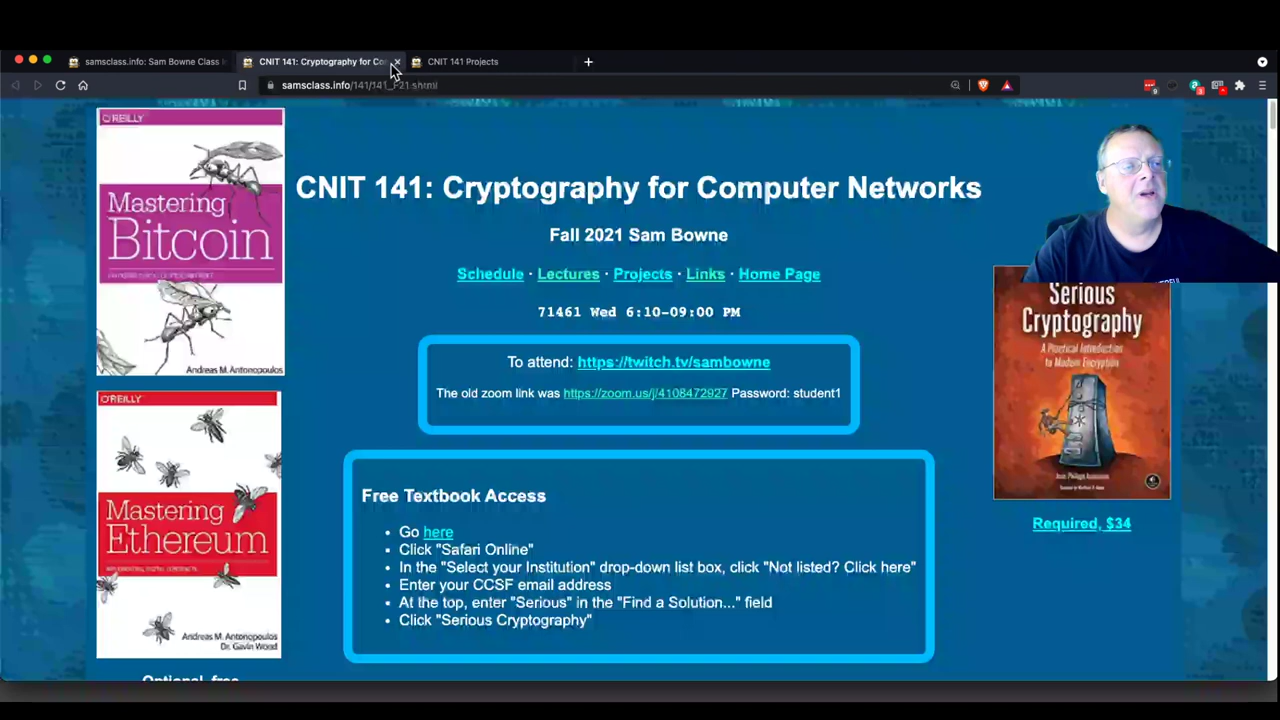 samsclass.info: Sam Bowne Class
CNIT 141: Cryptography for Co
CNIT 141 Projects
samsclass.info/141/141_F21.shtml
O'REILLY
Mastering
Bitcoin
Andreas M. Antonopoulos
O'REILLY
Mastering
Ethereum
Andreas M. Antonopoulos
Dr. Gavin Wood
Optional, free
CNIT 141: Cryptography for Computer Networks
Fall 2021 Sam Bowne
Schedule · Lectures · Projects · Links · Home Page
71461 Wed 6:10-09:00 PM
To attend: https://twitch.tv/sambowne
The old zoom link was https://zoom.us/j/4108472927 Password: student1
Free Textbook Access
• Go here
• Click "Safari Online"
• In the "Select your Institution" drop-down list box, click "Not listed? Click here"
• Enter your CCSF email address
• At the top, enter "Serious" in the "Find a Solution..." field
• Click "Serious Cryptography"
Serious
Cryptography
A Practical Introduction
to Modern Encryption
Required, $34